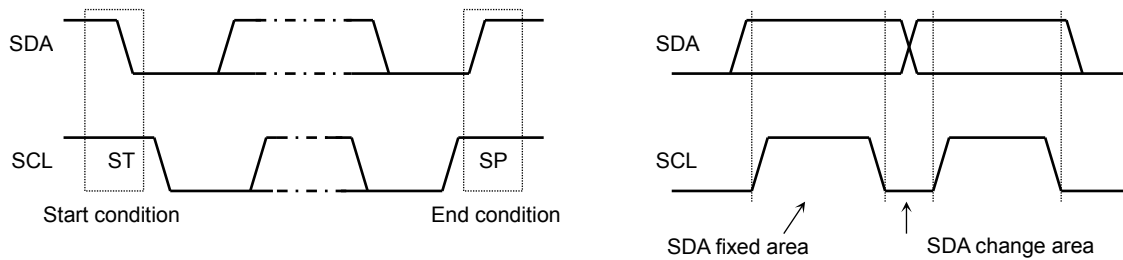 SDA
SCL
ST
SP
Start condition
End condition
SDA
SCL
SDA fixed area
SDA change area